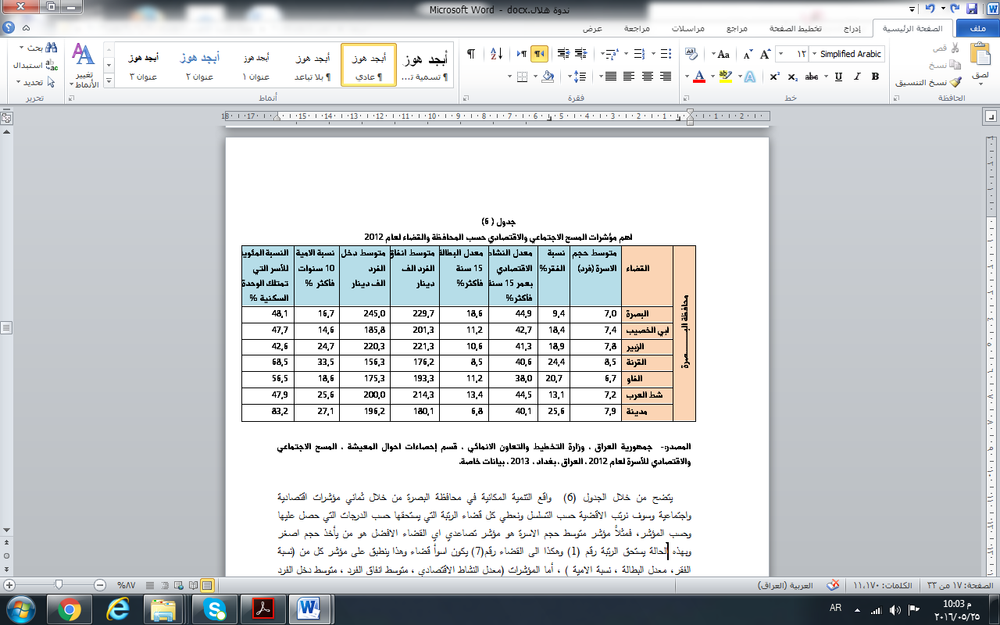 ندوة هلال.docx - Microsoft Word
ملف الصفحة الرئيسية إدراج تخطيط الصفحة مراجع مراسلات مراجعة عرض
لصق
قص
نسخ
نسخ التنسيق
الحافظة
Simplified Arabic ١٢
خط
فقرة
أبجد هوز تسمية ت...
أبجد هوز عادي
أبجد هوز بلا تباعد
أبجد هوز عنوان ١
أبجد هوز عنوان ٢
أبجد هوز عنوان ٣
تغيير الأنماط
أنماط
بحث
استبدال
تحديد
تحرير
جدول ( 6)
اهم مؤشرات المسح الاجتماعي والاقتصادي حسب المحافظة والقضاء لعام 2012
محافظة البـــــصرة
القضاء
متوسط حجم الاسرة (فرد)
نسبة الفقر%
معدل النشاط الاقتصادي بعمر 15 سنة فأكثر%
معدل البطالة 15 سنة فأكثر%
متوسط انفاق الفرد الف دينار
متوسط دخل الفرد الف دينار
نسبة الامية 10 سنوات فأكثر %
النسبة المئوية للأسر التي تمتلك الوحدة السكنية %
البصرة 7,0 9,4 44,9 18,6 229,7 245,0 16,7 48,1
ابي الخصيب 7,4 18,4 42,7 11,2 201,3 185,8 14,6 47,7
الزبير 7,8 18,9 41,3 10,6 221,3 220,3 24,7 42,6
القرنة 8,5 24,4 40,6 8,5 176,2 156,3 33,5 68,5
الفاو 6,7 20,7 38,0 11,2 193,3 175,3 18,6 56,5
شط العرب 7,2 13,1 44,5 13,4 214,3 200,0 25,6 47,9
مدينة 7,9 25,6 40,1 6,8 180,1 196,2 27,1 83,2
المصدر- جمهورية العراق ، وزارة التخطيط والتعاون الانمائي ، قسم إحصاءات احوال المعيشة ، المسح الاجتماعي
والاقتصادي للأسرة لعام 2012 ، العراق ، بغداد ، 2013 ، بيانات خاصة.
يتضح من خلال الجدول (6) واقع التنمية المكانية في محافظة البصرة من خلال ثماني مؤشرات اقتصادية
واجتماعية وسوف نرتب الاقضية حسب التسلسل ونعطي كل قضاء الرتبة التي يستحقها حسب الدرجات التي حصل عليها
وحسب المؤشر، فمثلاً مؤشر متوسط حجم الاسرة هو مؤشر تصاعدي اي القضاء الافضل هو من يأخذ حجم اصغر
وبهذه الحالة يستحق الرتبة رقم (1) وهكذا الى القضاء رقم(7) يكون اسوأ قضاء وهذا ينطبق على مؤشر كل من (نسبة
الفقر، معدل البطالة ، نسبة الامية ) ، أما المؤشرات (معدل النشاط الاقتصادي ، متوسط انفاق الفرد ، متوسط دخل الفرد
الصفحة: ١٧ من ٣٣ الكلمات: ١١،١٧٠ العربية (العراق) ٨٧%
AR
10:03 م
٢٠١٦/٠٥/٢٥